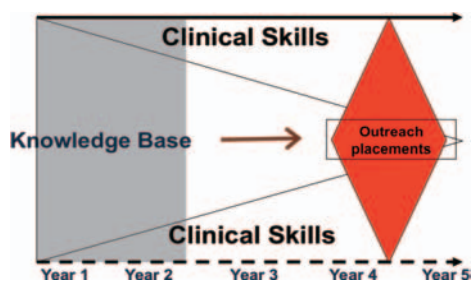 Clinical Skills
Knowledge Base
Outreach
placements
Clinical Skills
Year 1 Year 2 Year 3 Year 4 Year 5